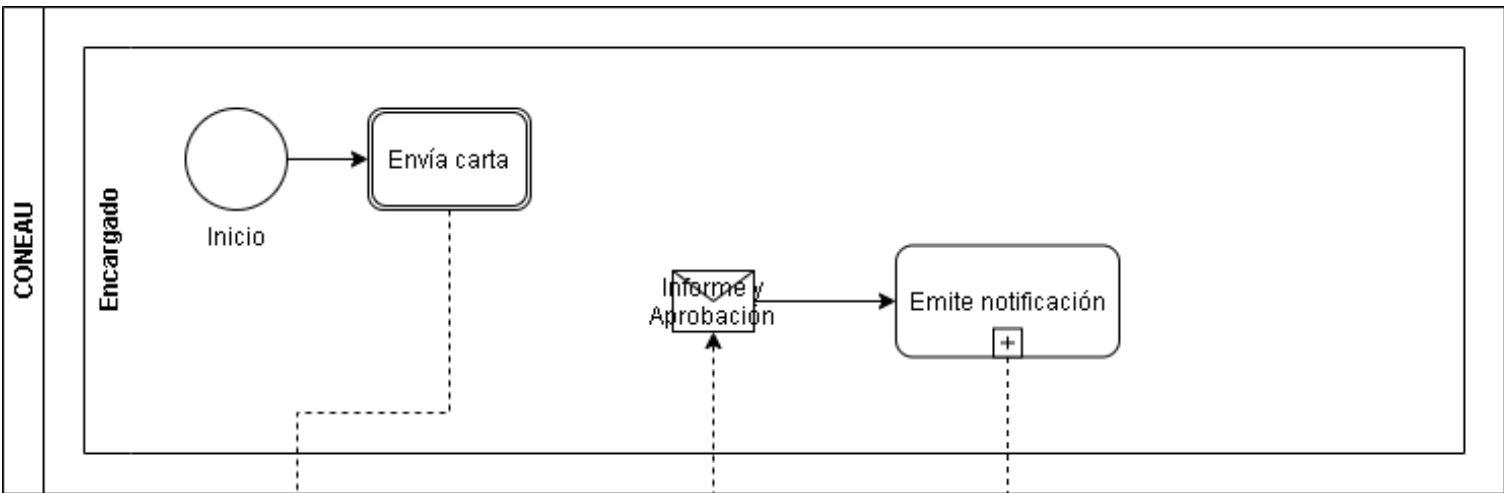 CONEAU
Encargado
Inicio
Envía carta
Informe y
Aprobación
Emite notificación